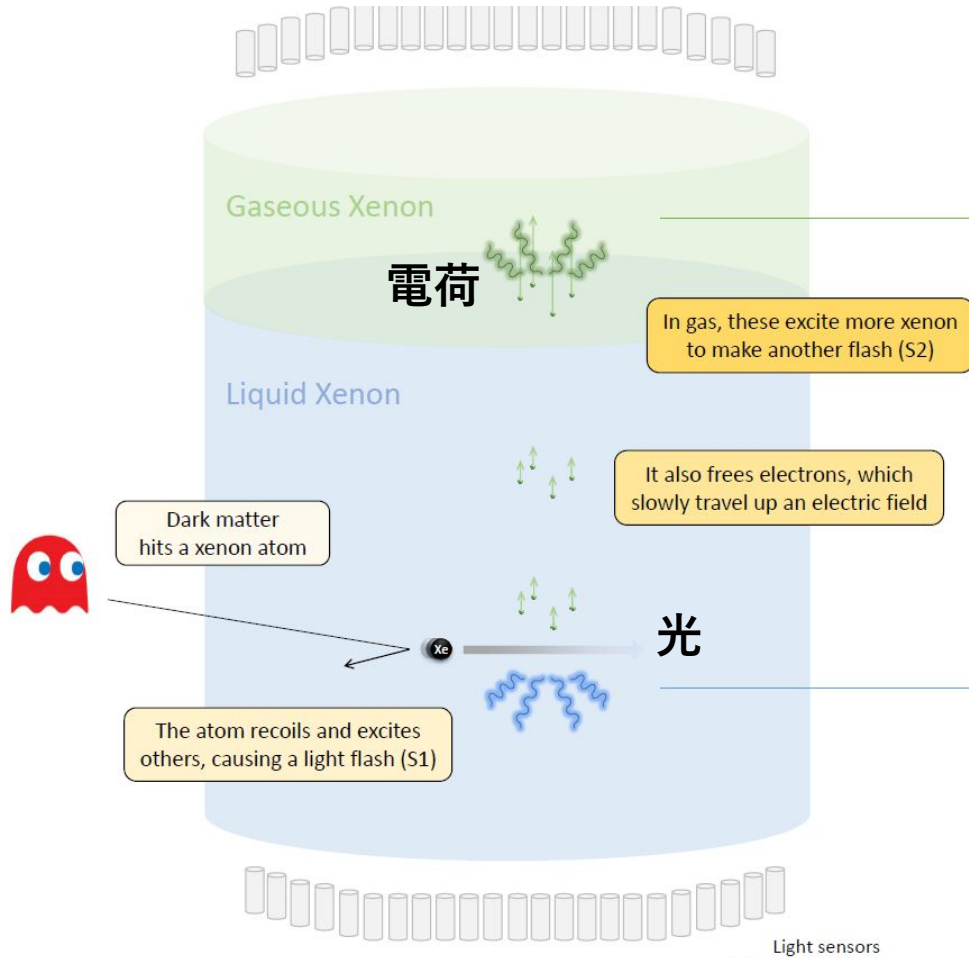 Gaseous Xenon
電荷
In gas, these excite more xenon
to make another flash (S2)
Liquid Xenon
It also frees electrons, which
slowly travel up an electric field
Dark matter
hits a xenon atom
Xe
光
The atom recoils and excites
others, causing a light flash (S1)
Light sensors